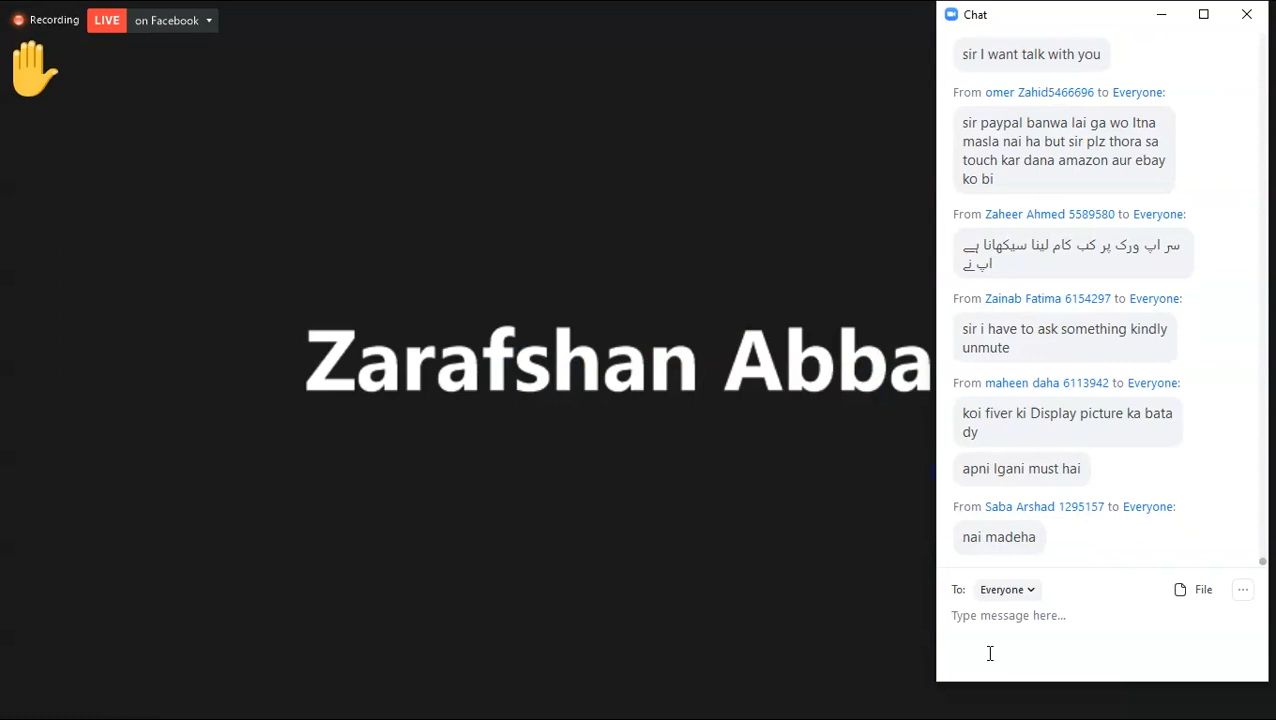 Recording
LIVE on Facebook
Zarafshan Abba
Chat
sir I want talk with you
From omer Zahid5466696 to Everyone:
sir paypal banwa lai ga wo Itna
masla nai ha but sir plz thora sa
touch kar dana amazon aur ebay
ko bi
From Zaheer Ahmed 5589580 to Everyone:
سر اپ ورک پر کب کام لینا سیکھانا ہے
اپ نے
From Zainab Fatima 6154297 to Everyone:
sir i have to ask something kindly
unmute
From maheen daha 6113942 to Everyone:
koi fiver ki Display picture ka bata
dy
apni lgani must hai
From Saba Arshad 1295157 to Everyone:
nai madeha
To: Everyone File
Type message here...